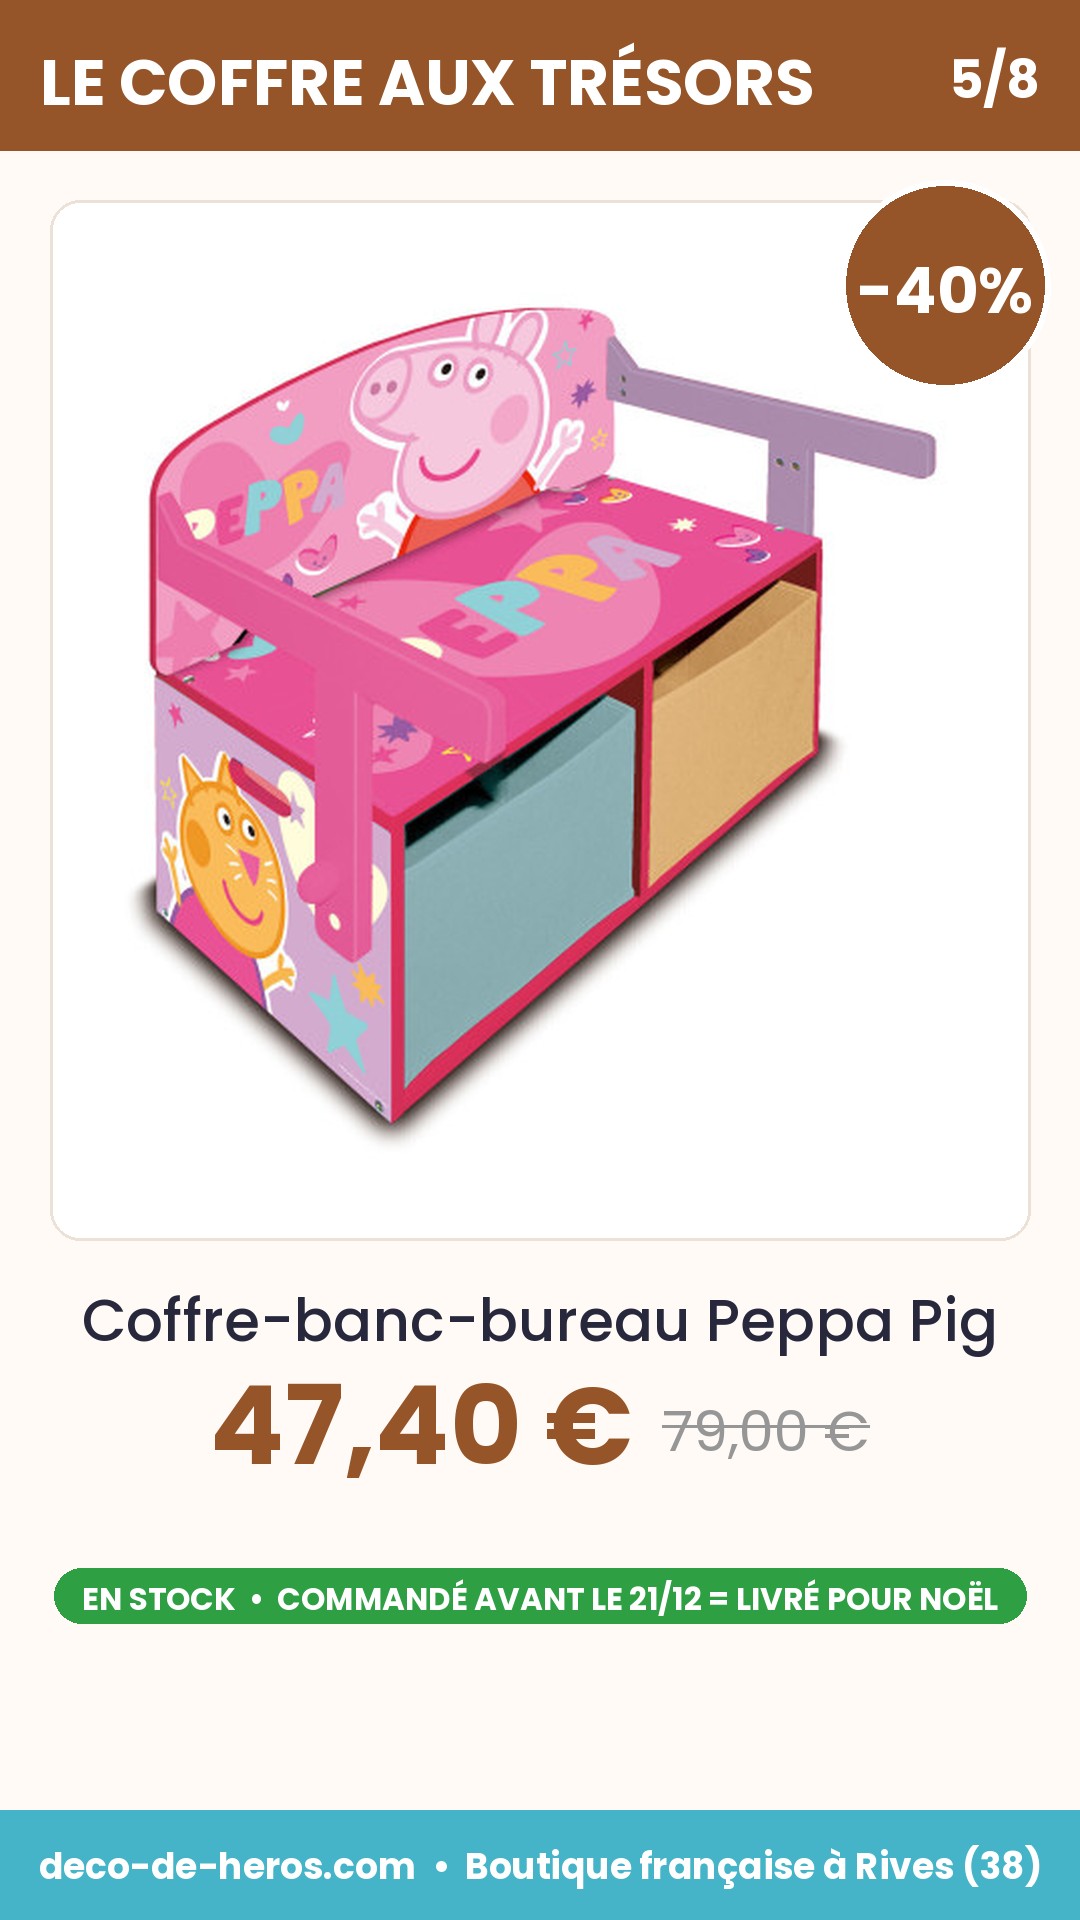 LE COFFRE AUX TRÉSORS
5/8
-40%
PEPPA
EPPA
Coffre-banc-bureau Peppa Pig
47,40 € 79,00 €
EN STOCK • COMMANDÉ AVANT LE 21/12 = LIVRÉ POUR NOËL
deco-de-heros.com • Boutique française à Rives (38)